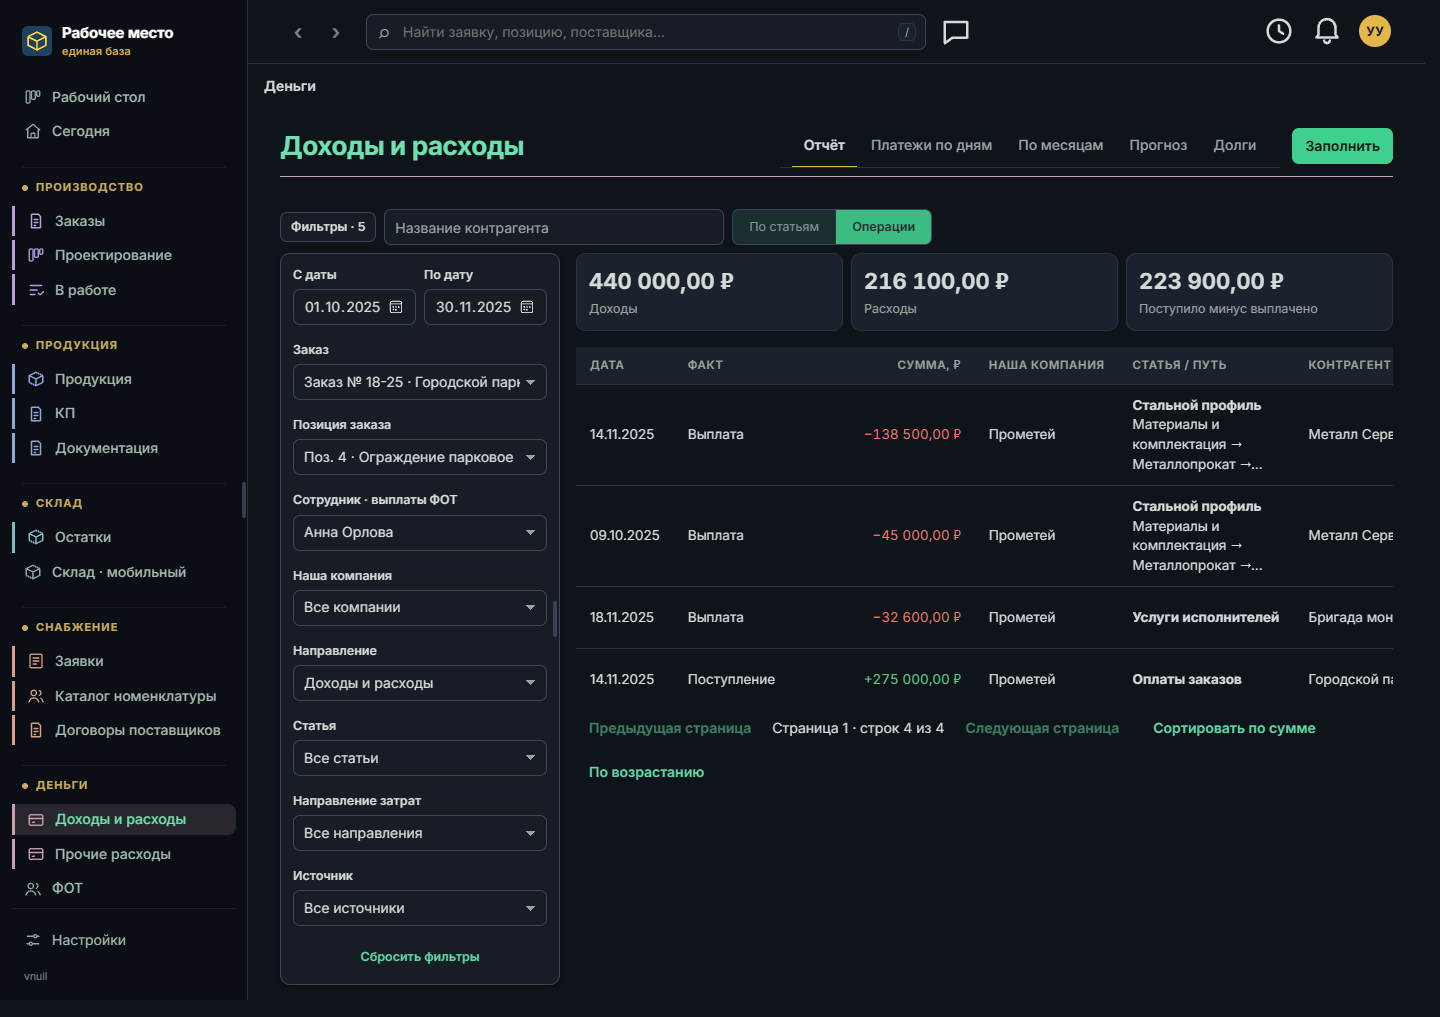 Рабочее место
единая база
Найти заявку, позицию, поставщика...
/
УУ
Рабочий стол
Сегодня
ПРОИЗВОДСТВО
Заказы
Проектирование
В работе
ПРОДУКЦИЯ
Продукция
КП
Документация
СКЛАД
Остатки
Склад · мобильный
СНАБЖЕНИЕ
Заявки
Каталог номенклатуры
Договоры поставщиков
ДЕНЬГИ
Доходы и расходы
Прочие расходы
ФОТ
Настройки
vnull
Деньги
Доходы и расходы
Отчёт Платежи по дням По месяцам Прогноз Долги
Заполнить
Фильтры · 5
Название контрагента
По статьям Операции
С даты По дату
01.10.2025 30.11.2025
Заказ
Заказ № 18-25 · Городской парк
Позиция заказа
Поз. 4 · Ограждение парковое
Сотрудник · выплаты ФОТ
Анна Орлова
Наша компания
Все компании
Направление
Доходы и расходы
Статья
Все статьи
Направление затрат
Все направления
Источник
Все источники
Сбросить фильтры
440 000,00 ₽
Доходы
216 100,00 ₽
Расходы
223 900,00 ₽
Поступило минус выплачено
ДАТА ФАКТ СУММА, ₽ НАША КОМПАНИЯ СТАТЬЯ / ПУТЬ КОНТРАГЕНТ
14.11.2025 Выплата −138 500,00 ₽ Прометей
Стальной профиль
Материалы и
комплектация →
Металлопрокат →...
Металл Серв
09.10.2025 Выплата −45 000,00 ₽ Прометей
Стальной профиль
Материалы и
комплектация →
Металлопрокат →...
Металл Серв
18.11.2025 Выплата −32 600,00 ₽ Прометей Услуги исполнителей Бригада мон
14.11.2025 Поступление +275 000,00 ₽ Прометей Оплаты заказов Городской па
Предыдущая страница Страница 1 · строк 4 из 4 Следующая страница Сортировать по сумме
По возрастанию